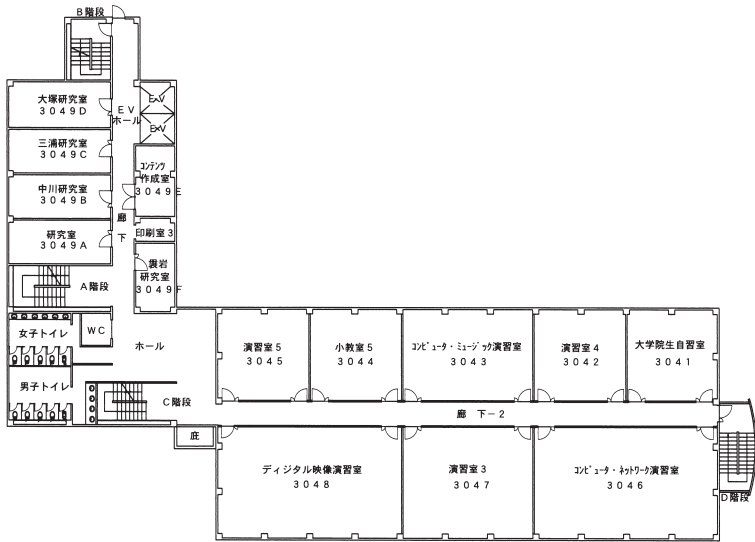 B階段
大塚研究室
3049D
EV
ホール
EV
EV
三浦研究室
3049C
コンテンツ
作成室
3049E
中川研究室
3049B
廊
下
印刷室3
研究室
3049A
研究室
3049F
A階段
女子トイレ
WC
ホール
男子トイレ
C階段
庇
演習室5
3045
小教室5
3044
コンピュータ・ミュージック演習室
3043
演習室4
3042
大学院生自習室
3041
廊下-2
ディジタル映像演習室
3048
演習室3
3047
コンピュータ・ネットワーク演習室
3046
D階段